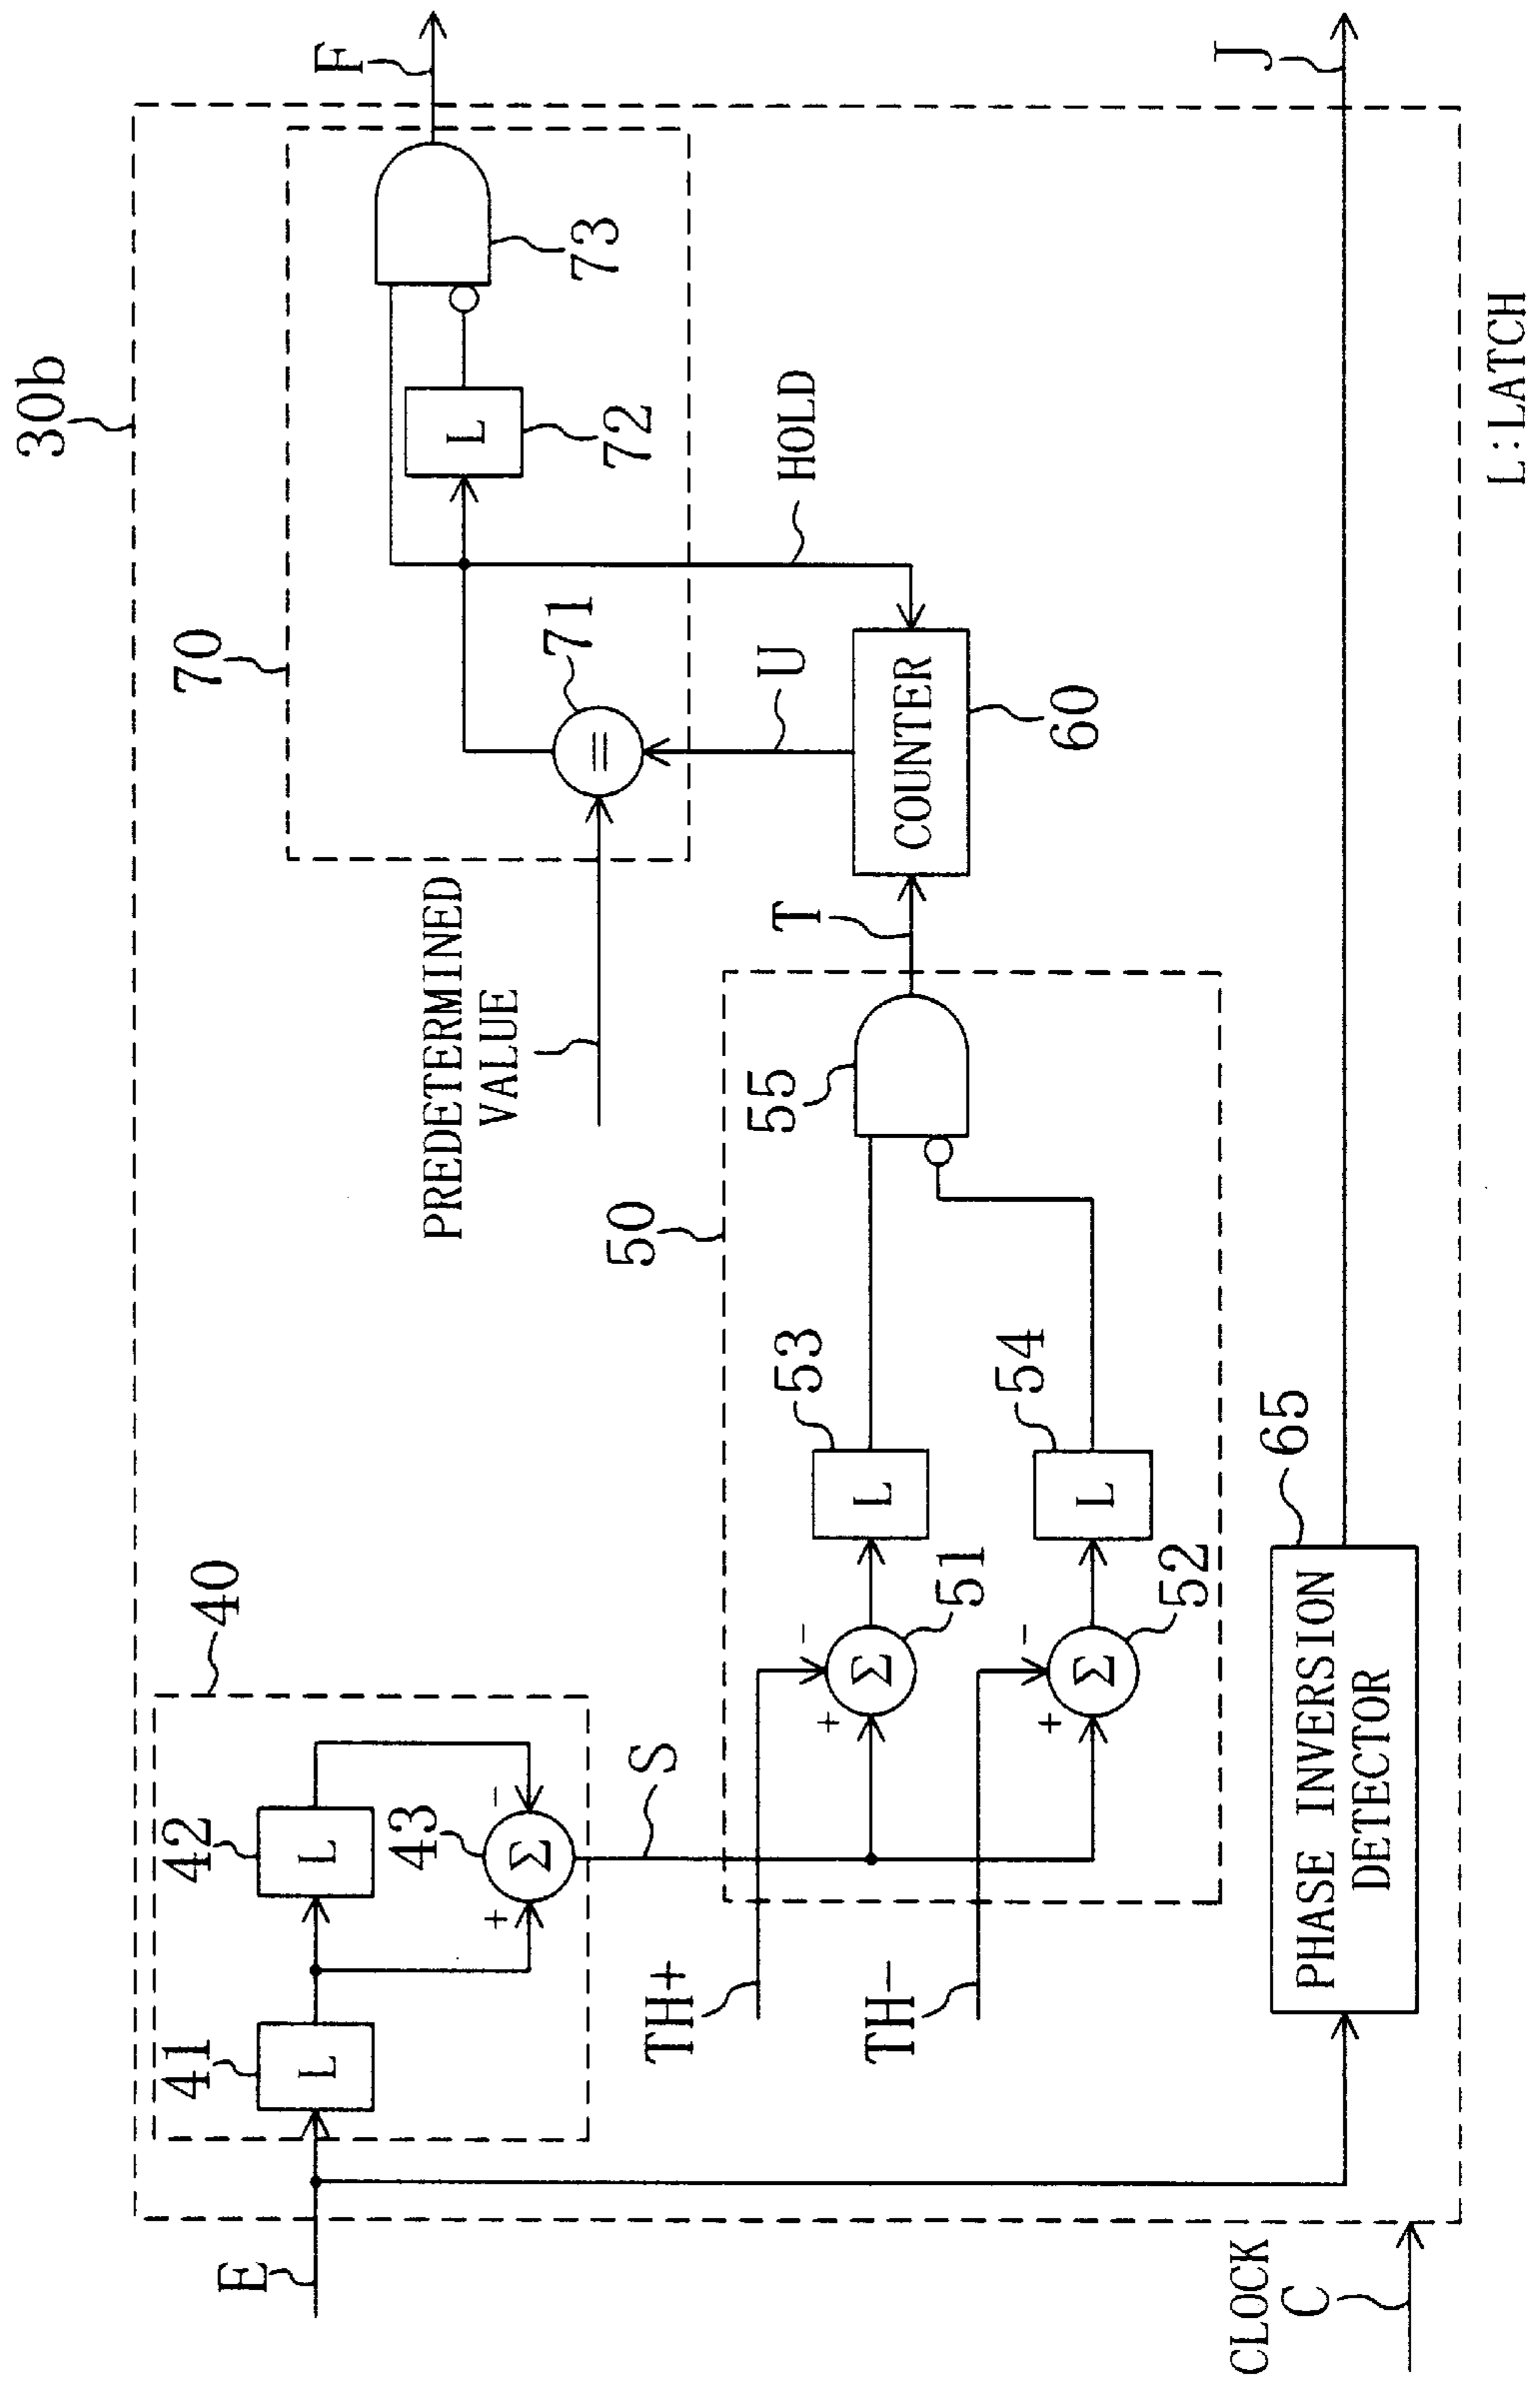 30b
F
70
73
L
72
HOLD
71
=
U
PREDETERMINED
VALUE
COUNTER
60
T
50
55
40
53
L
54
L
42
L
41
L
43
Σ
+
-
S
51
Σ
+
-
52
Σ
+
-
TH+
TH-
E
65
PHASE INVERSION
DETECTOR
J
CLOCK
C
L:LATCH